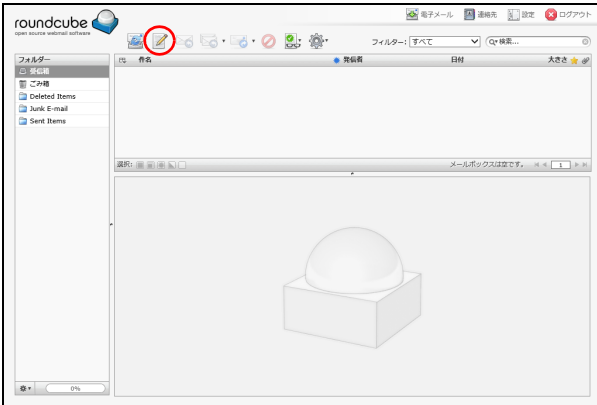 roundcube
open source webmail software
電子メール 連絡先 設定 ログアウト
フィルター: すべて 検索...
フォルダー
受信箱
ごみ箱
Deleted Items
Junk E-mail
Sent Items
件名 発信者 日付 大きさ
選択: メールボックスは空です。 1
0%